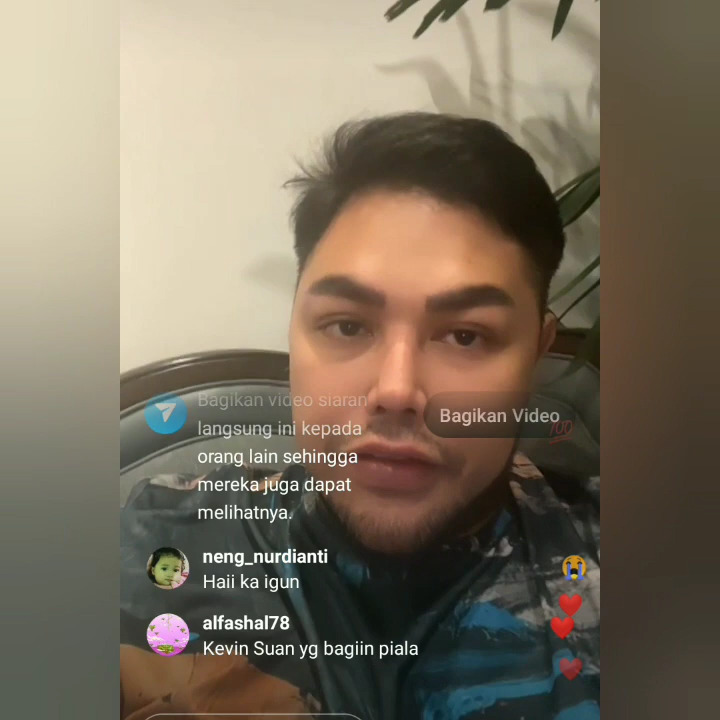 Bagikan video siaran
langsung ini kepada
orang lain sehingga
mereka juga dapat
melihatnya.
Bagikan Video
💯
neng_nurdianti
Haii ka igun
alfashal78
Kevin Suan yg bagiin piala